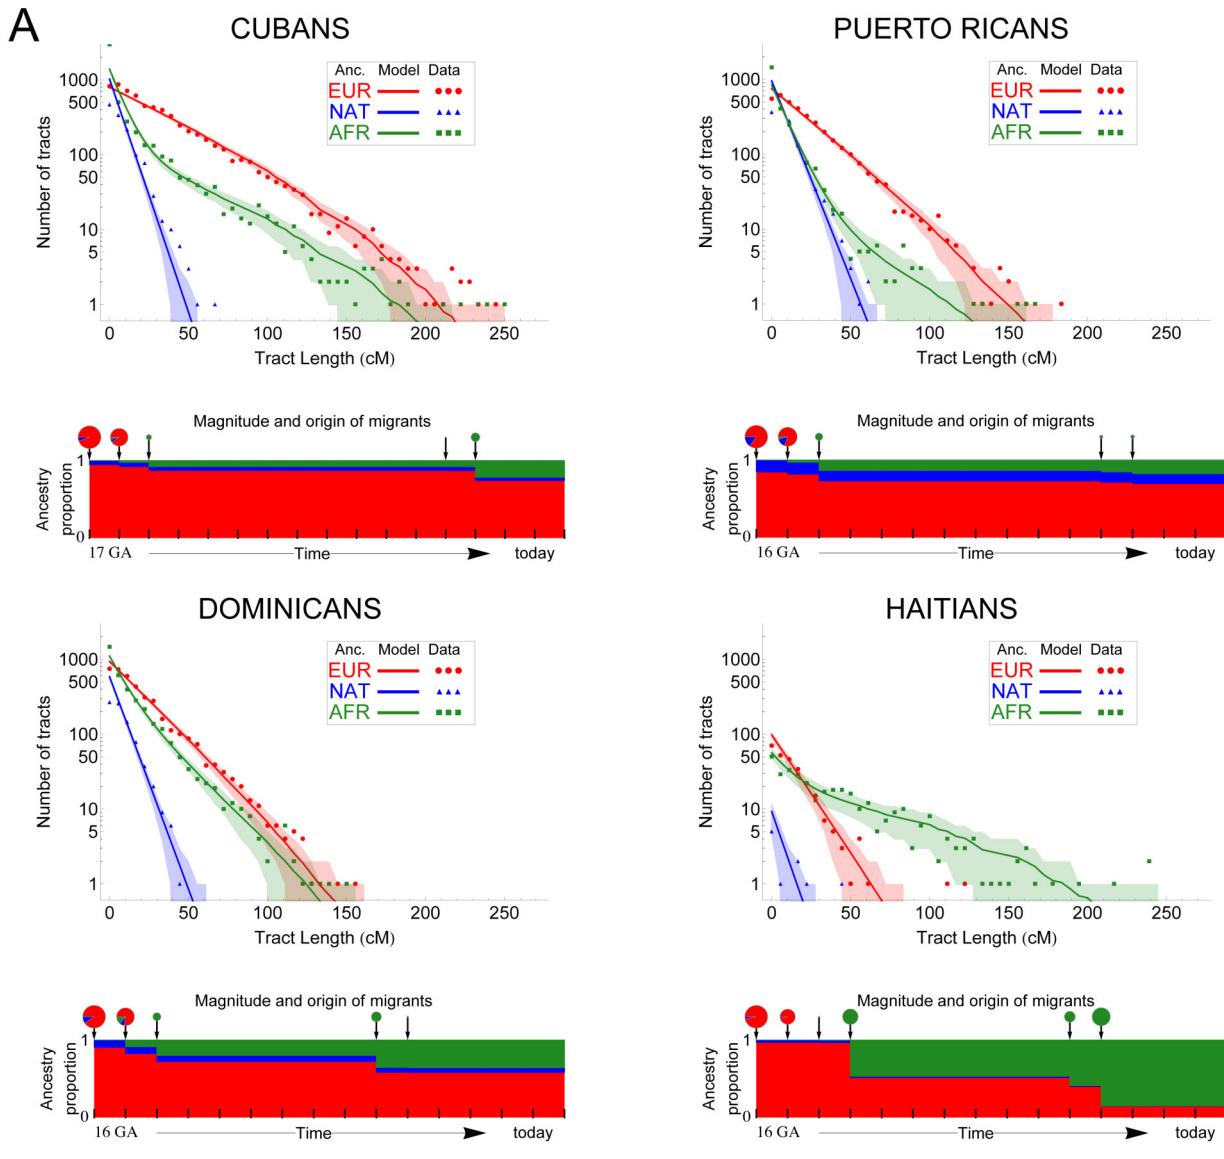 A
CUBANS
Anc. Model Data
EUR
NAT
AFR
Number of tracts
1000
500
100
50
10
5
1
0 50 100 150 200 250
Tract Length (cM)
Magnitude and origin of migrants
Ancestry
proportion
1
0
17 GA Time today
PUERTO RICANS
Anc. Model Data
EUR
NAT
AFR
Number of tracts
1000
500
100
50
10
5
1
0 50 100 150 200 250
Tract Length (cM)
Magnitude and origin of migrants
Ancestry
proportion
1
0
16 GA Time today
DOMINICANS
Anc. Model Data
EUR
NAT
AFR
Number of tracts
1000
500
100
50
10
5
1
0 50 100 150 200 250
Tract Length (cM)
Magnitude and origin of migrants
Ancestry
proportion
1
0
16 GA Time today
HAITIANS
Anc. Model Data
EUR
NAT
AFR
Number of tracts
1000
500
100
50
10
5
1
0 50 100 150 200 250
Tract Length (cM)
Magnitude and origin of migrants
Ancestry
proportion
1
0
16 GA Time today